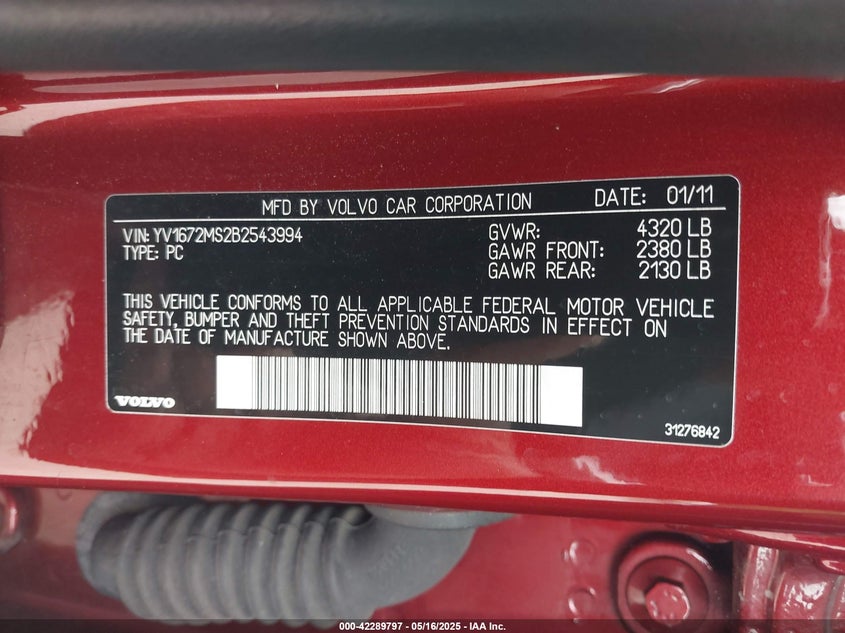 MFD BY VOLVO CAR CORPORATION DATE: 01/11
VIN: YV1672MS2B2543994 GVWR: 4320 LB
TYPE: PC GAWR FRONT: 2380 LB
GAWR REAR: 2130 LB
THIS VEHICLE CONFORMS TO ALL APPLICABLE FEDERAL MOTOR VEHICLE
SAFETY, BUMPER AND THEFT PREVENTION STANDARDS IN EFFECT ON
THE DATE OF MANUFACTURE SHOWN ABOVE.
VOLVO
31276842
000-42289797 - 05/16/2025 - IAA Inc.